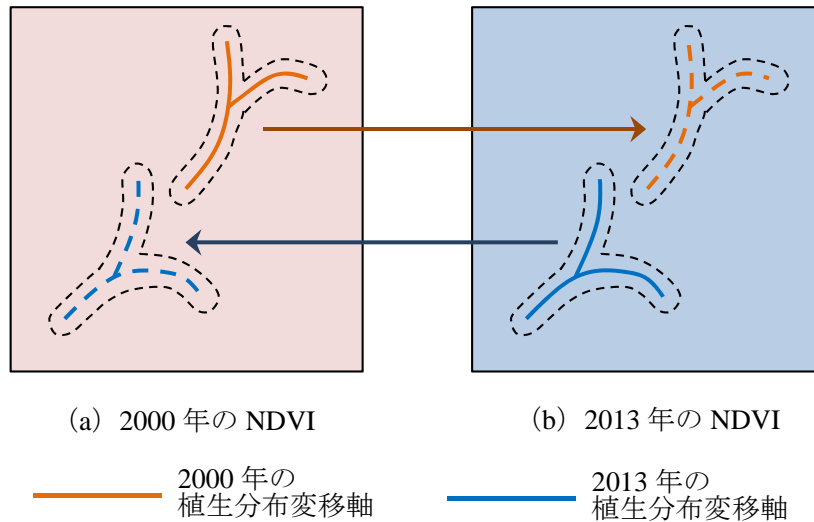 (a) 2000 年の NDVI
(b) 2013 年の NDVI
2000 年の
植生分布変移軸
2013 年の
植生分布変移軸